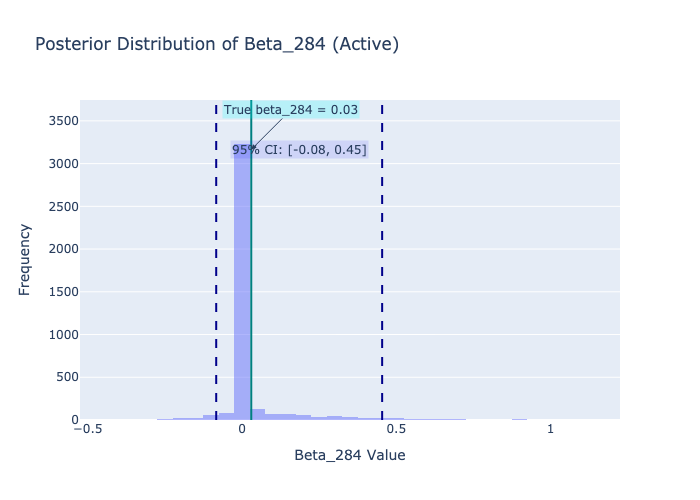 Posterior Distribution of Beta_284 (Active)
True beta_284 = 0.03
95% CI: [-0.08, 0.45]
3500
3000
2500
2000
1500
1000
500
0
Frequency
−0.5
0
0.5
1
Beta_284 Value